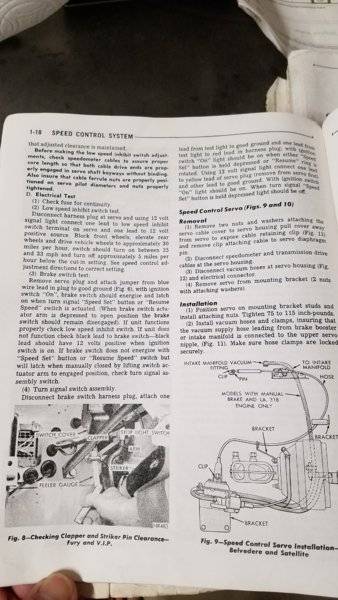 1-18 SPEED CONTROL SYSTEM
that adjusted clearance is maintained.
Before making the low speed inhibit switch adjust-
ments, check speedometer cables to assure proper
core length so that both cable drive ends are prop-
erly engaged in servo shaft keyways without binding.
Also insure that cable ferrule nuts are properly posi-
tioned on servo pilot diameters and nuts properly
tightened.
D. Electrical Test
(1) Check fuse for continuity.
(2) Low speed inhibit switch test.
Disconnect harness plug at servo and using 12 volt
signal light connect one lead to low speed inhibit
switch terminal on servo and one lead to 12 volt
positive source. Block front wheels, elevate rear
wheels and drive vehicle wheels to approximately 30
miles per hour, switch should turn on between 23
and 33 mph and turn off approximately 5 miles per
hour below the cut-in setting. See speed control ad-
justment directions to correct setting.
(3) Brake switch test:
Remove servo plug and attach jumper from blue
wire lead in plug to good ground (Fig. 8), with ignition
switch "On", brake switch should energize and latch
on when turn signal "Speed Set" button or "Resume
Speed" switch is actuated. (When brake switch actu-
ator arm is depressed to open position the brake
switch should remain disengaged). If unit functions
properly check low speed inhibit switch. If unit does
not function check black lead to brake switch—black
lead should have 12 volts positive when ignition
switch is on. If brake switch does not energize with
"Speed Set" button or "Resume Speed" switch but
will latch when manually closed by lifting switch ac-
tuator arm to engaged position, check turn signal as-
sembly switch.
(4) Turn signal switch assembly.
Disconnect brake switch harness plug, attach one
SWITCH COVER
CLAPPER
STOP LIGHT SWITCH
ARM
STRIKER
FEELER GAUGE
Fig. 8—Checking Clapper and Striker Pin Clearance—
Fury and V.I.P.
lead from test light to good ground and one lead from
test light to red lead in harness plug, with ignition
switch "On" light should be on when either "Speed
Set" button is held depressed or "Resume" ring is
rotated. Using 12 volt signal light connect one lead
to yellow lead of servo plug (remove from servo
and other lead to good ground. With ignition switch
"On" light should be on. When turn signal "Speed
Set" button is held depressed light should be off.
Speed Control Servo (Figs. 9 and 10)
Removal
(1) Remove two nuts and washers attaching the
servo cable cover to servo housing pull cover away
from servo to expose cable retaining clip (Fig. 11),
and remove clip attaching cable to servo diaphragm
pin.
(2) Disconnect speedometer and transmission drive
cables at the servo housing.
(3) Disconnect vacuum hoses at servo housing (Fig.
12) and electrical connector.
(4) Remove servo from mounting bracket (2 nuts
with attaching washers).
Installation
(1) Position servo on mounting bracket studs and
install attaching nuts. Tighten 75 to 115 inch-pounds.
(2) Install vacuum hoses and clamps, insuring that
the vacuum supply hose leading from brake booster
or intake manifold is connected to the upper servo
nipple, (Fig. 11). Make sure hose clamps are locked
securely.
INTAKE MANIFOLD VACUUM
FITTING
CLIP
PIN
TO INTAKE
MANIFOLD
HOSE
MODELS WITH MANUAL
BRAKE AND LA. 318
ENGINE ONLY
BRACKET
BRACKET
CLIP
BRACKET
Fig. 9—Speed Control Servo Installation—
Belvedere and Satellite